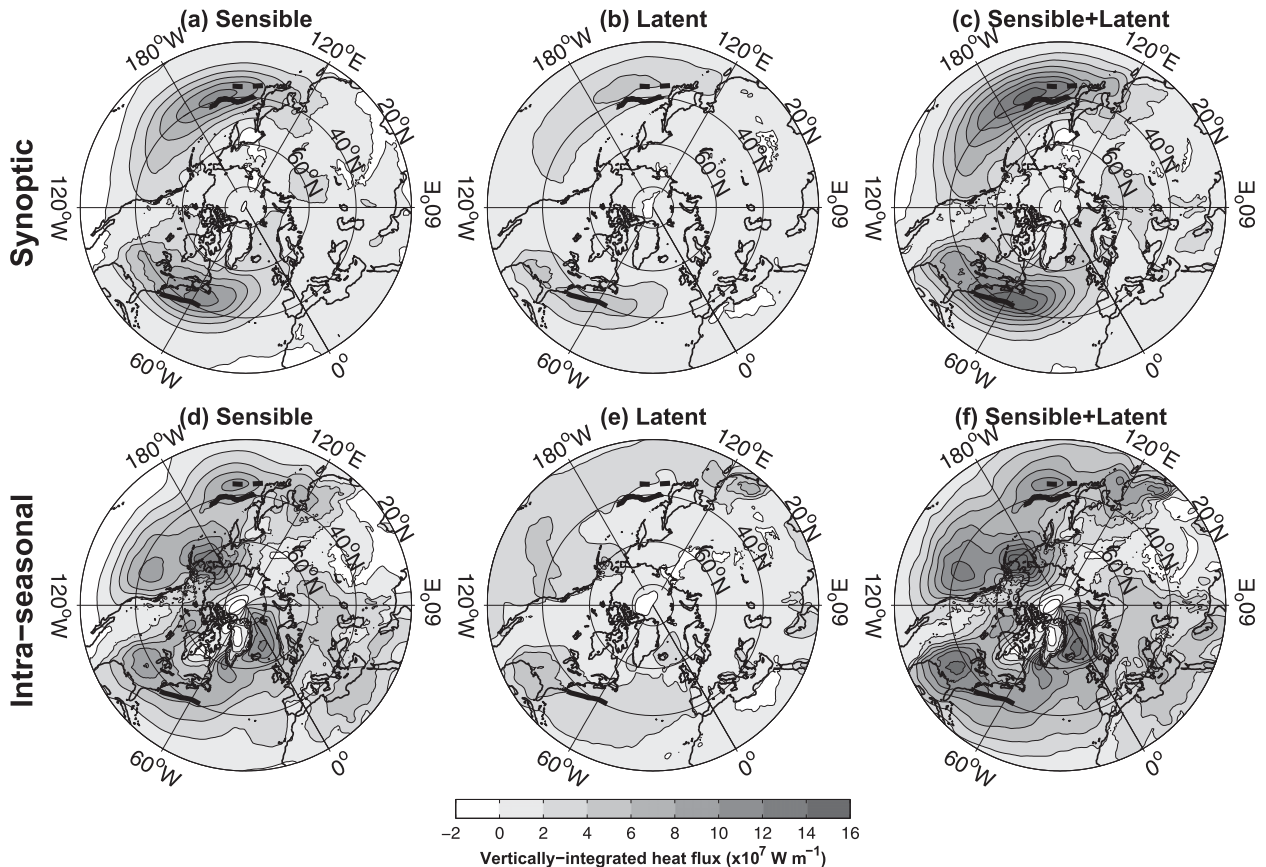 (a) Sensible
(b) Latent
(c) Sensible+Latent
Synoptic
180°W
120°E
20°N
40°N
60°N
120°W
60°E
60°W
0°
180°W
120°E
20°N
40°N
60°N
120°W
60°E
60°W
0°
180°W
120°E
20°N
40°N
60°N
120°W
60°E
60°W
0°
(d) Sensible
(e) Latent
(f) Sensible+Latent
Intra−seasonal
180°W
120°E
20°N
40°N
60°N
120°W
60°E
60°W
0°
180°W
120°E
20°N
40°N
60°N
120°W
60°E
60°W
0°
180°W
120°E
20°N
40°N
60°N
120°W
60°E
60°W
0°
−2 0 2 4 6 8 10 12 14 16
Vertically−integrated heat flux (x10⁷ W m⁻¹)